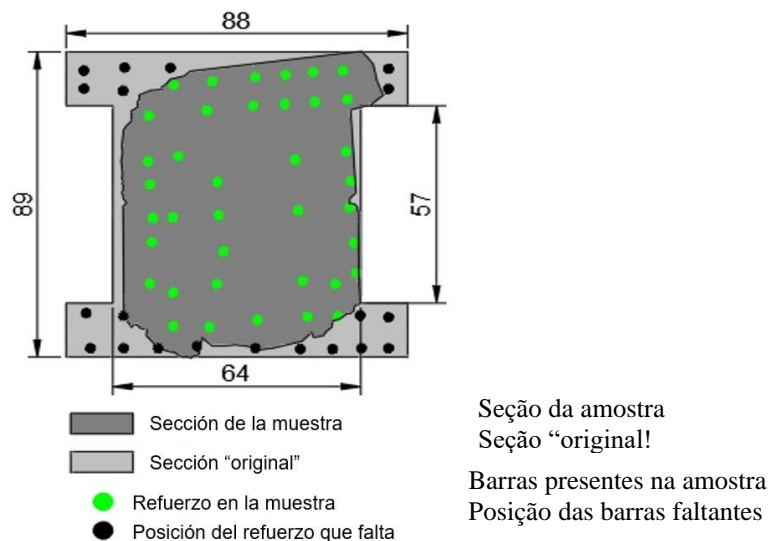 88
89
57
64
Sección de la muestra
Sección “original”
Refuerzo en la muestra
Posición del refuerzo que falta
Seção da amostra
Seção “original!
Barras presentes na amostra
Posição das barras faltantes